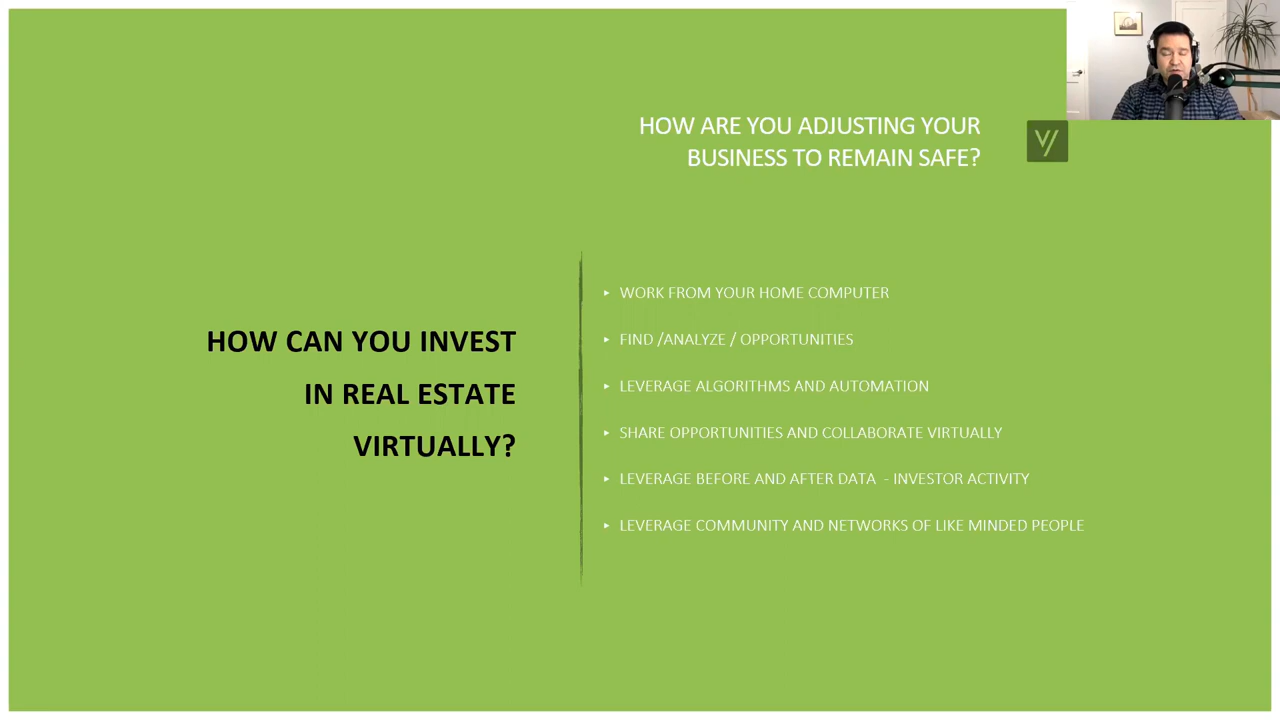 HOW ARE YOU ADJUSTING YOUR
BUSINESS TO REMAIN SAFE?
HOW CAN YOU INVEST
IN REAL ESTATE
VIRTUALLY?
WORK FROM YOUR HOME COMPUTER
FIND /ANALYZE / OPPORTUNITIES
LEVERAGE ALGORITHMS AND AUTOMATION
SHARE OPPORTUNITIES AND COLLABORATE VIRTUALLY
LEVERAGE BEFORE AND AFTER DATA - INVESTOR ACTIVITY
LEVERAGE COMMUNITY AND NETWORKS OF LIKE MINDED PEOPLE